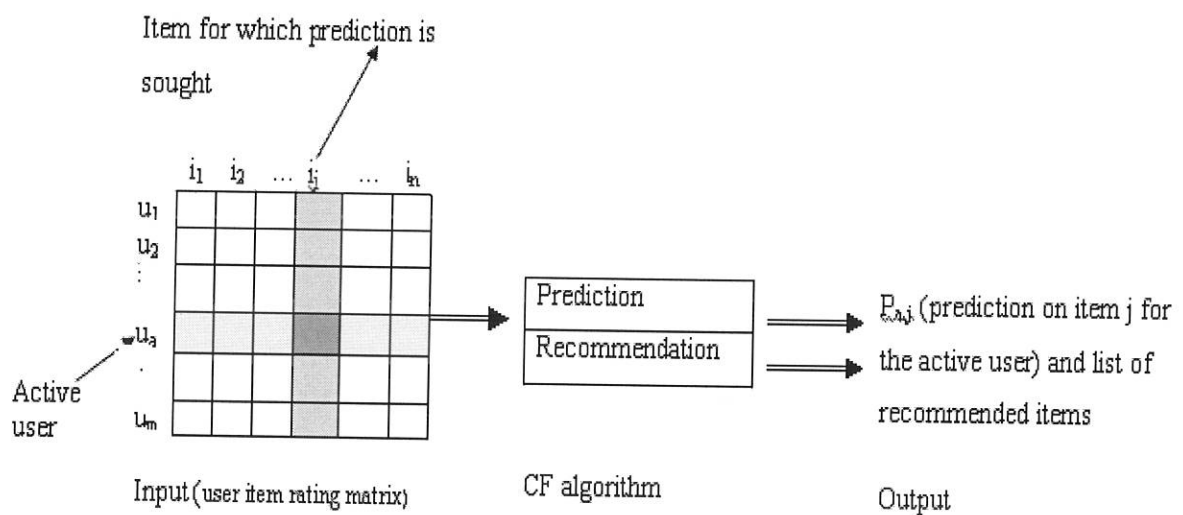 Item for which prediction is
sought
i₁ i₂ ... iⱼ ... iₙ
u₁
u₂
:
uₐ
.
uₘ
Active
user
Prediction
Recommendation
Pₐ,ⱼ (prediction on item j for
the active user) and list of
recommended items
Input (user item rating matrix)
CF algorithm
Output